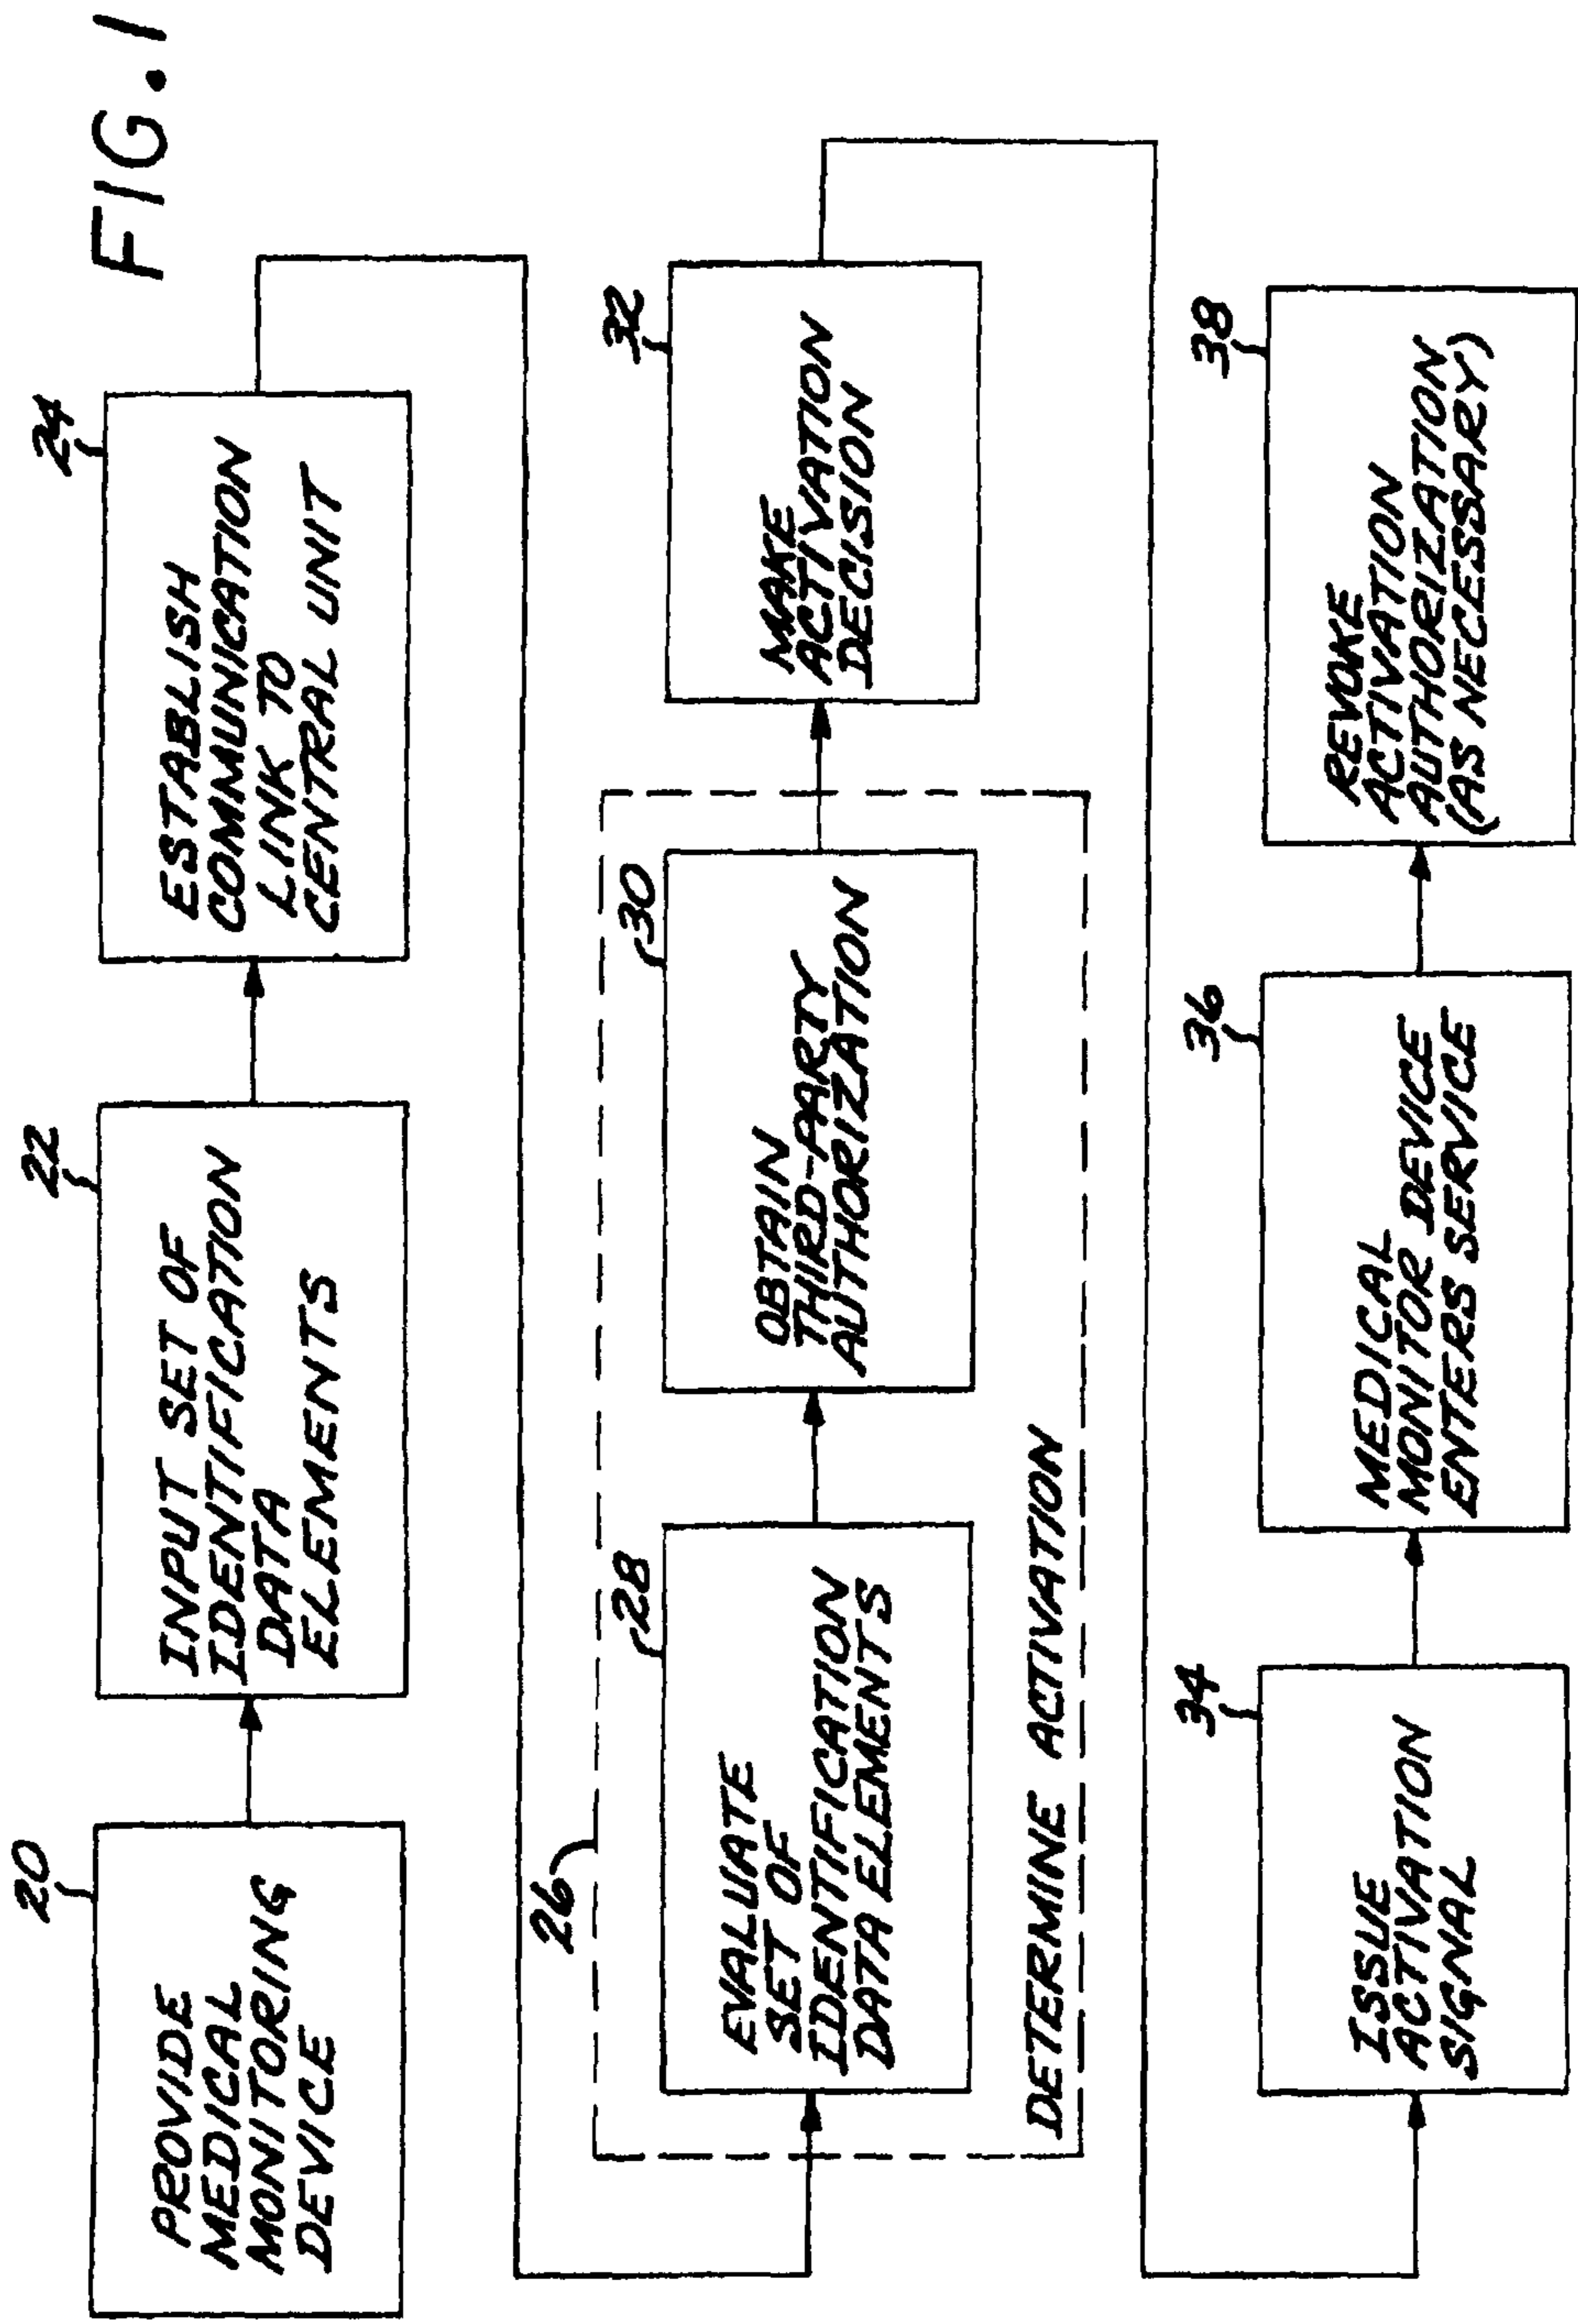 FIG. 1
20
PROVIDE
MEDICAL
MONITORING
DEVICE
22
INPUT SET OF
IDENTIFICATION
DATA
ELEMENTS
24
ESTABLISH
COMMUNICATION
LINK TO
CENTRAL UNIT
26
28
EVALUATE
SET OF
IDENTIFICATION
DATA ELEMENTS
30
OBTAIN
THIRD-PARTY
AUTHORIZATION
DETERMINE ACTIVATION
32
MAKE
ACTIVATION
DECISION
34
ISSUE
ACTIVATION
SIGNAL
36
MEDICAL
MONITOR DEVICE
ENTERS SERVICE
38
REVOKE
ACTIVATION
AUTHORIZATION
(AS NECESSARY)